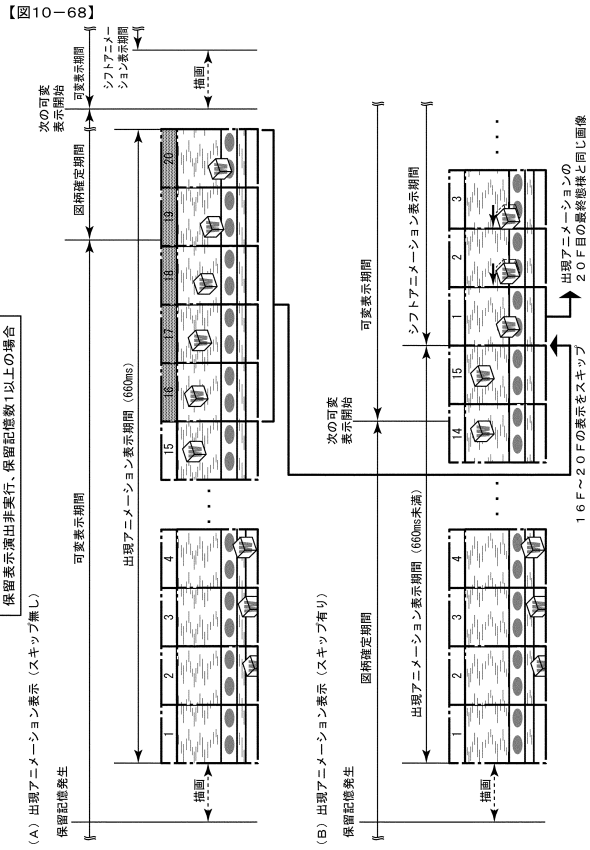 【図10−68】
保留表示演出非実行、保留記憶数1以上の場合
（A）出現アニメーション表示（スキップ無し）
保留記憶発生
可変表示期間
図柄確定期間
次の可変
表示開始
可変表示期間
シフトアニメー
ション表示期間
描画
出現アニメーション表示期間（660ms）
描画
1
2
3
4
・・・
15
16
17
18
19
20
（B）出現アニメーション表示（スキップ有り）
保留記憶発生
図柄確定期間
次の可変
表示開始
可変表示期間
出現アニメーション表示期間（660ms未満）
シフトアニメーション表示期間
描画
1
2
3
4
・・・
14
15
1
2
3
・・・
16F～20Fの表示をスキップ
出現アニメーションの
20F目の最終態様と同じ画像